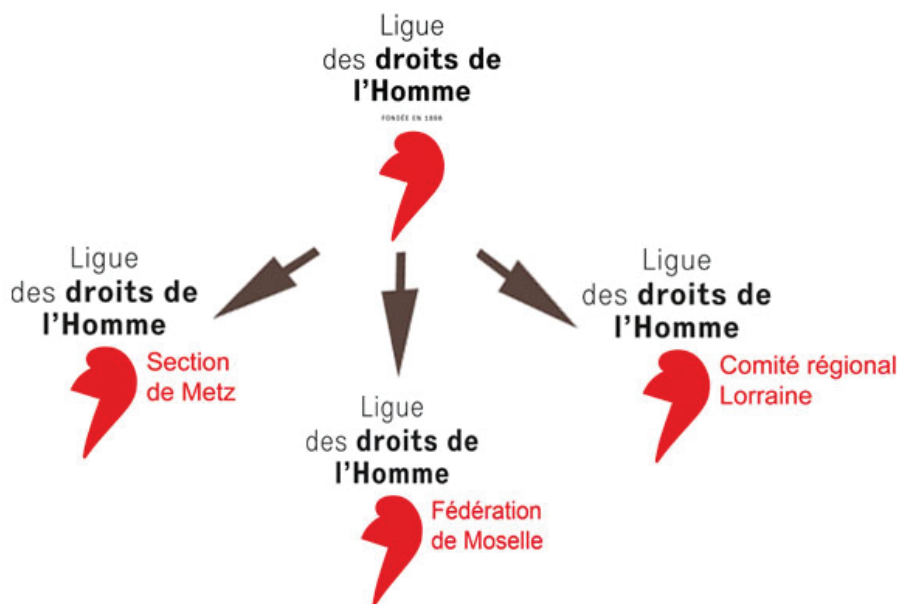 Ligue
des droits de
l'Homme
FONDÉE EN 1898
Ligue
des droits de
l'Homme
Section
de Metz
Ligue
des droits de
l'Homme
Fédération
de Moselle
Ligue
des droits de
l'Homme
Comité régional
Lorraine